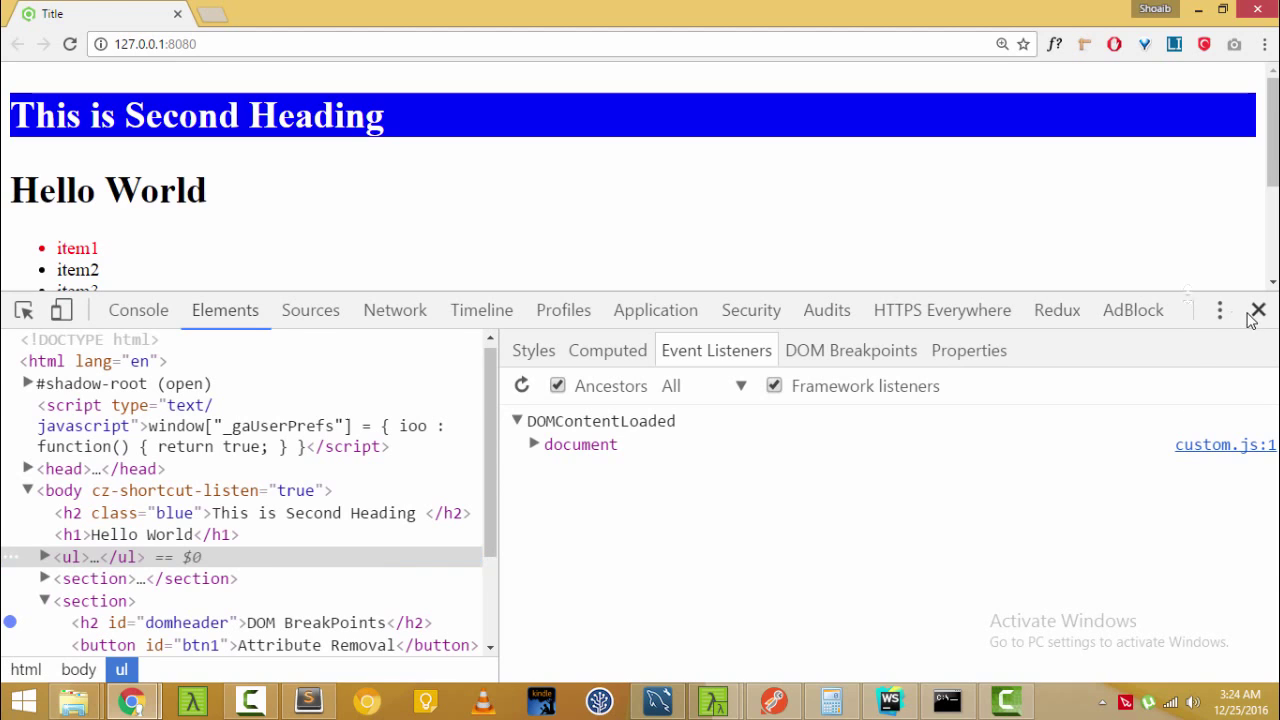 Title
Shoaib
127.0.0.1:8080
f?
LI
This is Second Heading
Hello World
item1
item2
Console Elements Sources Network Timeline Profiles Application Security Audits HTTPS Everywhere Redux AdBlock
<!DOCTYPE html>
<html lang="en">
#shadow-root (open)
<script type="text/
javascript">window["_gaUserPrefs"] = { ioo :
function() { return true; } }</script>
<head>…</head>
<body cz-shortcut-listen="true">
<h2 class="blue">This is Second Heading </h2>
<h1>Hello World</h1>
<ul>…</ul> == $0
<section>…</section>
<section>
<h2 id="domheader">DOM BreakPoints</h2>
<button id="btn1">Attribute Removal</button>
html body ul
Styles Computed Event Listeners DOM Breakpoints Properties
Ancestors All Framework listeners
DOMContentLoaded
document custom.js:1
Activate Windows
Go to PC settings to activate Windows.
kindle
WS
3:24 AM
12/25/2016